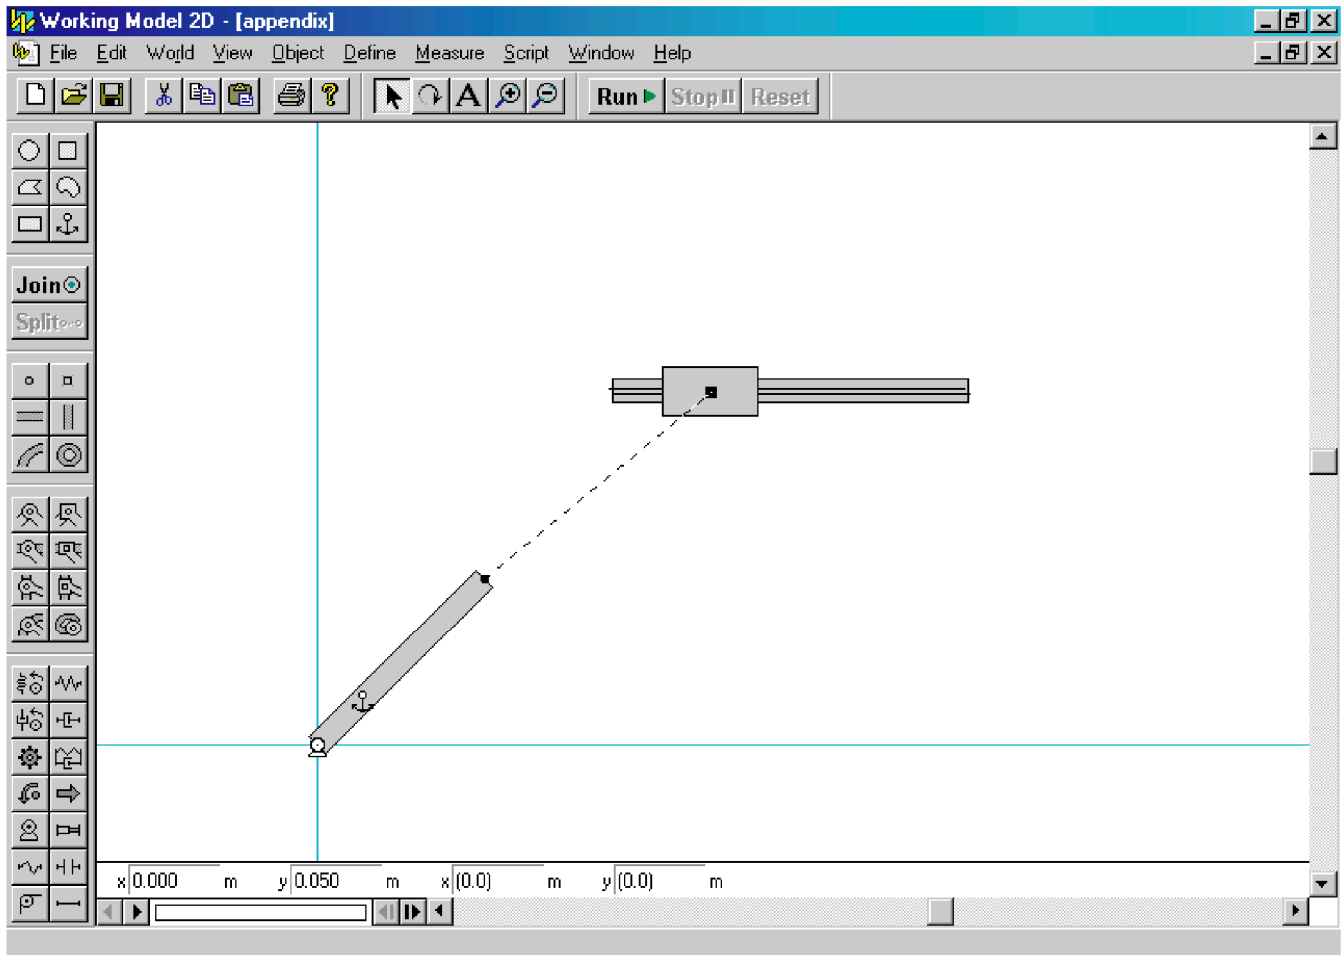 Working Model 2D - [appendix]
File Edit World View Object Define Measure Script Window Help
A Run Stop Reset
Join
Split
x 0.000 m y 0.050 m x (0.0) m y (0.0) m